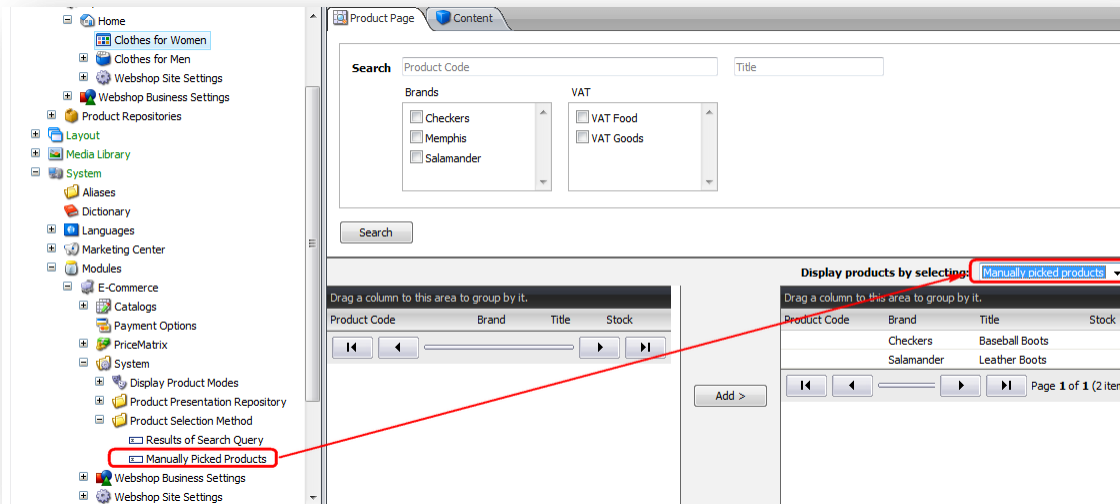 Home
Clothes for Women
Clothes for Men
Webshop Site Settings
Webshop Business Settings
Product Repositories
Layout
Media Library
System
Aliases
Dictionary
Languages
Marketing Center
Modules
E-Commerce
Catalogs
Payment Options
PriceMatrix
System
Display Product Modes
Product Presentation Repository
Product Selection Method
Results of Search Query
Manually Picked Products
Webshop Business Settings
Webshop Site Settings
Product Page Content
Search Product Code Title
Brands VAT
Checkers VAT Food
Memphis VAT Goods
Salamander
Search
Display products by selecting: Manually picked products
Drag a column to this area to group by it.
Product Code Brand Title Stock
Add >
Drag a column to this area to group by it.
Product Code Brand Title Stock
Checkers Baseball Boots
Salamander Leather Boots
Page 1 of 1 (2 iter